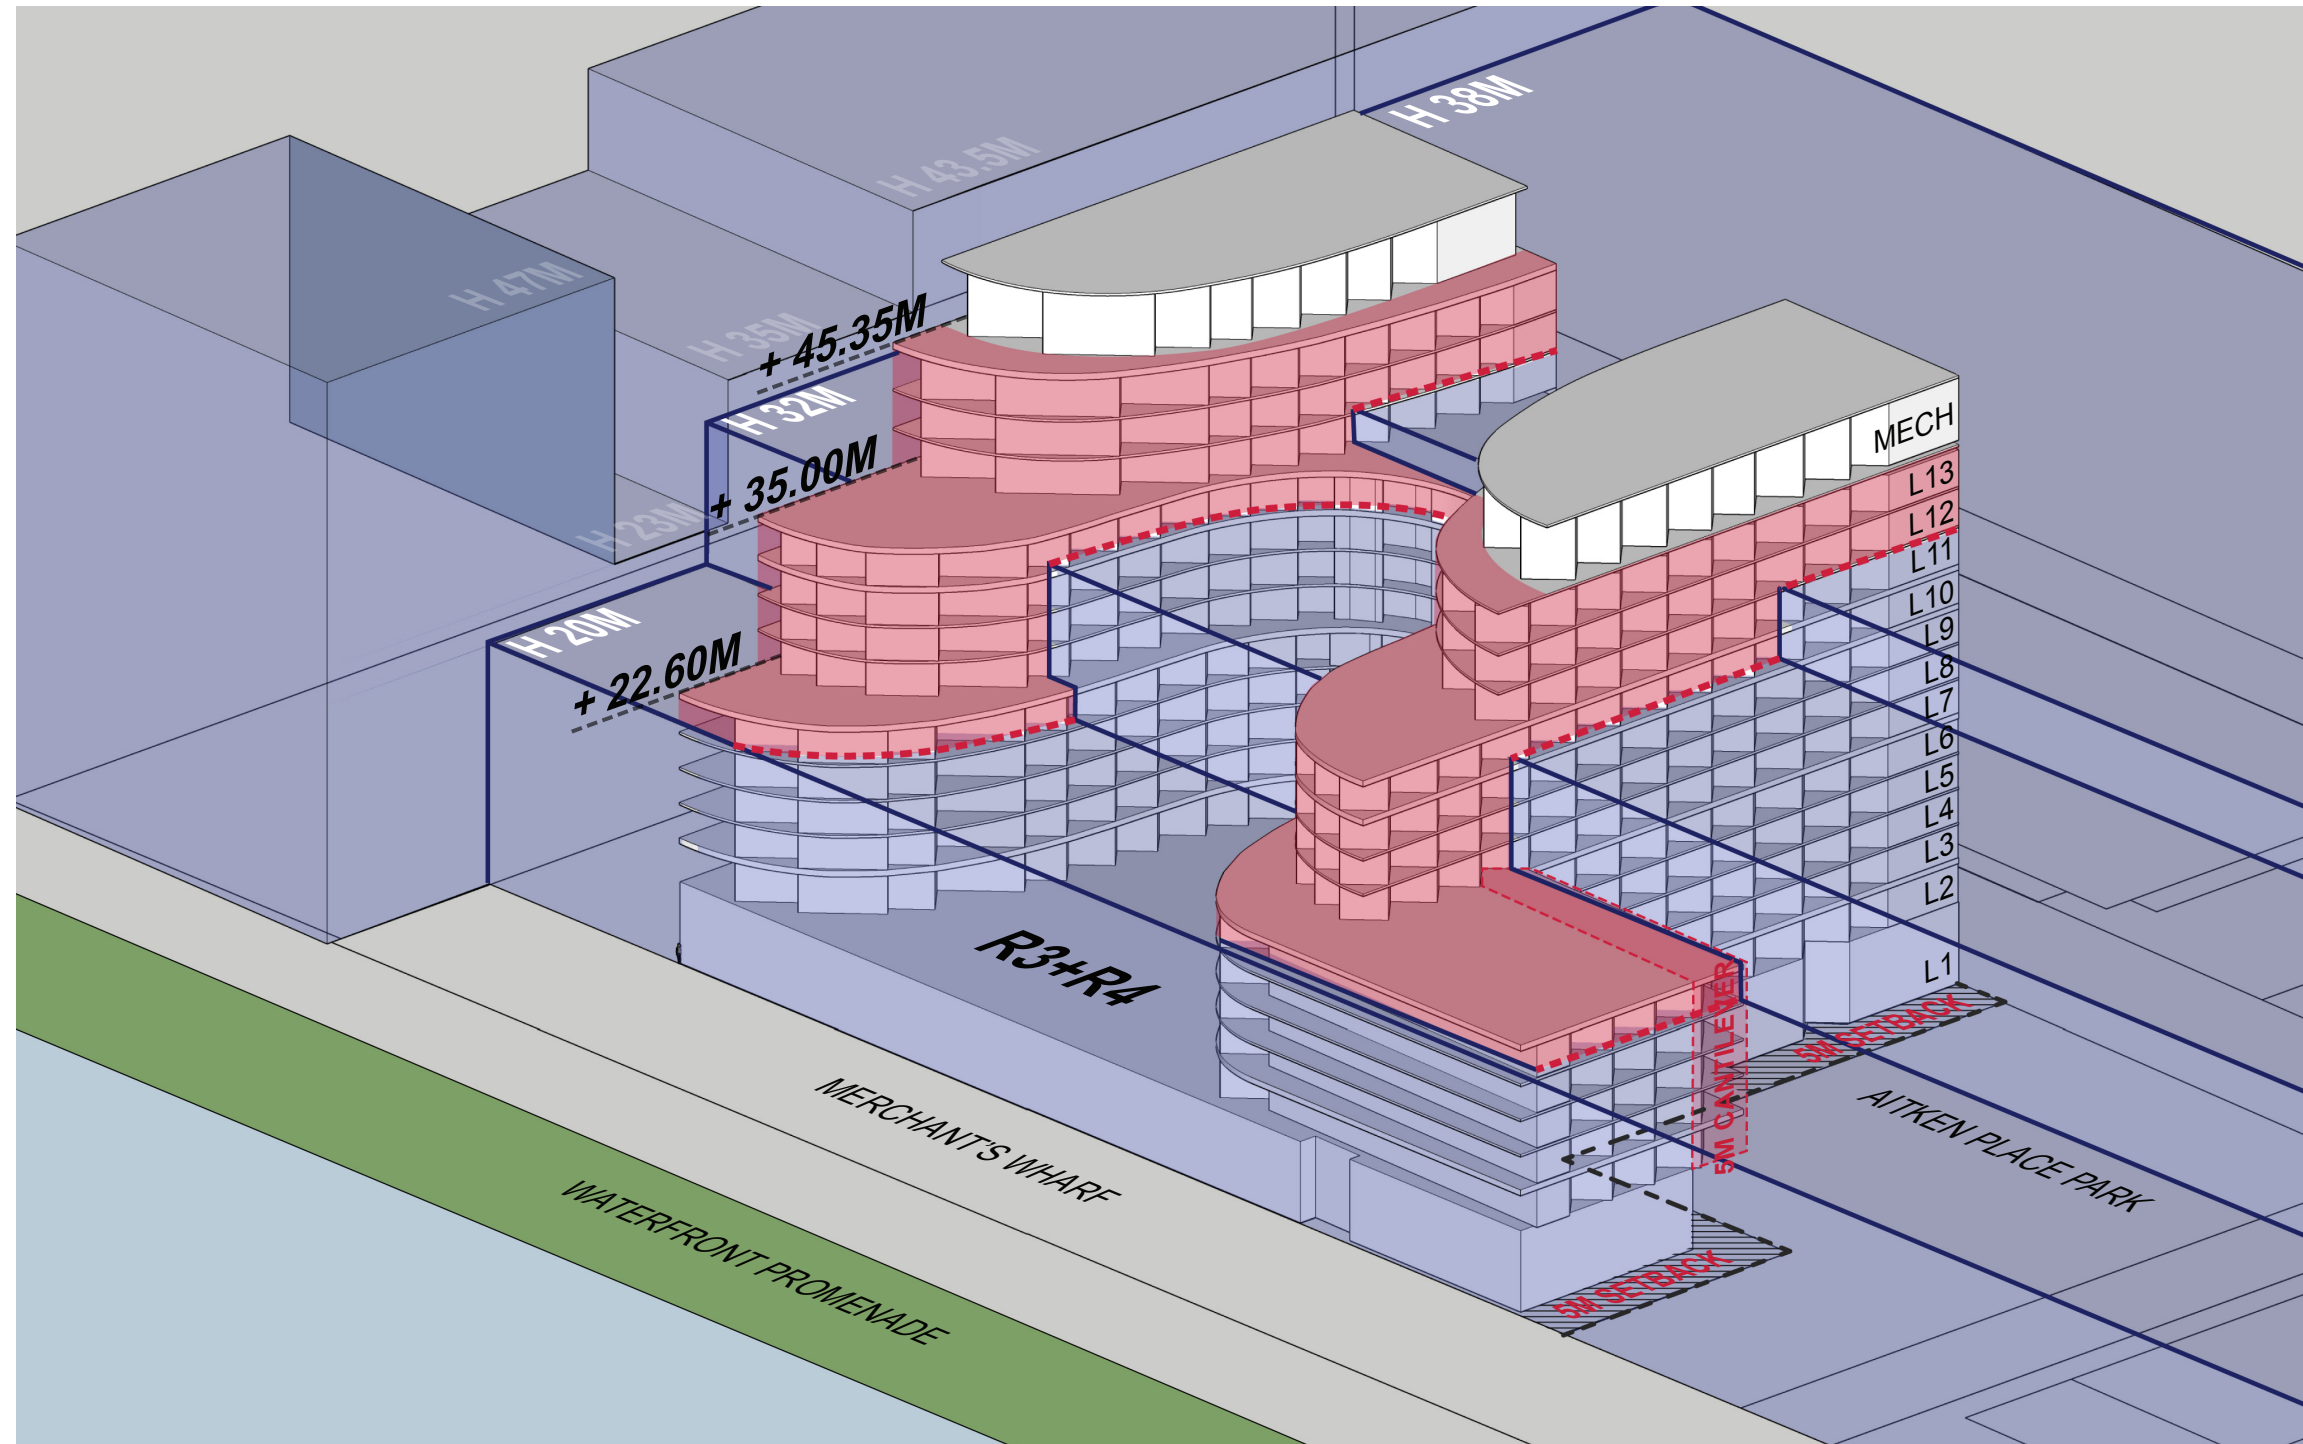 H 38M
H 43.5M
H 47M
H 35M
+ 45.35M
H 32M
MECH
+ 35.00M
L13
L12
H 23M
L11
L10
H 20M
L9
+ 22.60M
L8
L7
L6
L5
L4
L3
L2
R3+R4
L1
5M CANTILEVER
5M SETBACK
MERCHANT'S WHARF
AITKEN PLACE PARK
WATERFRONT PROMENADE
5M SETBACK